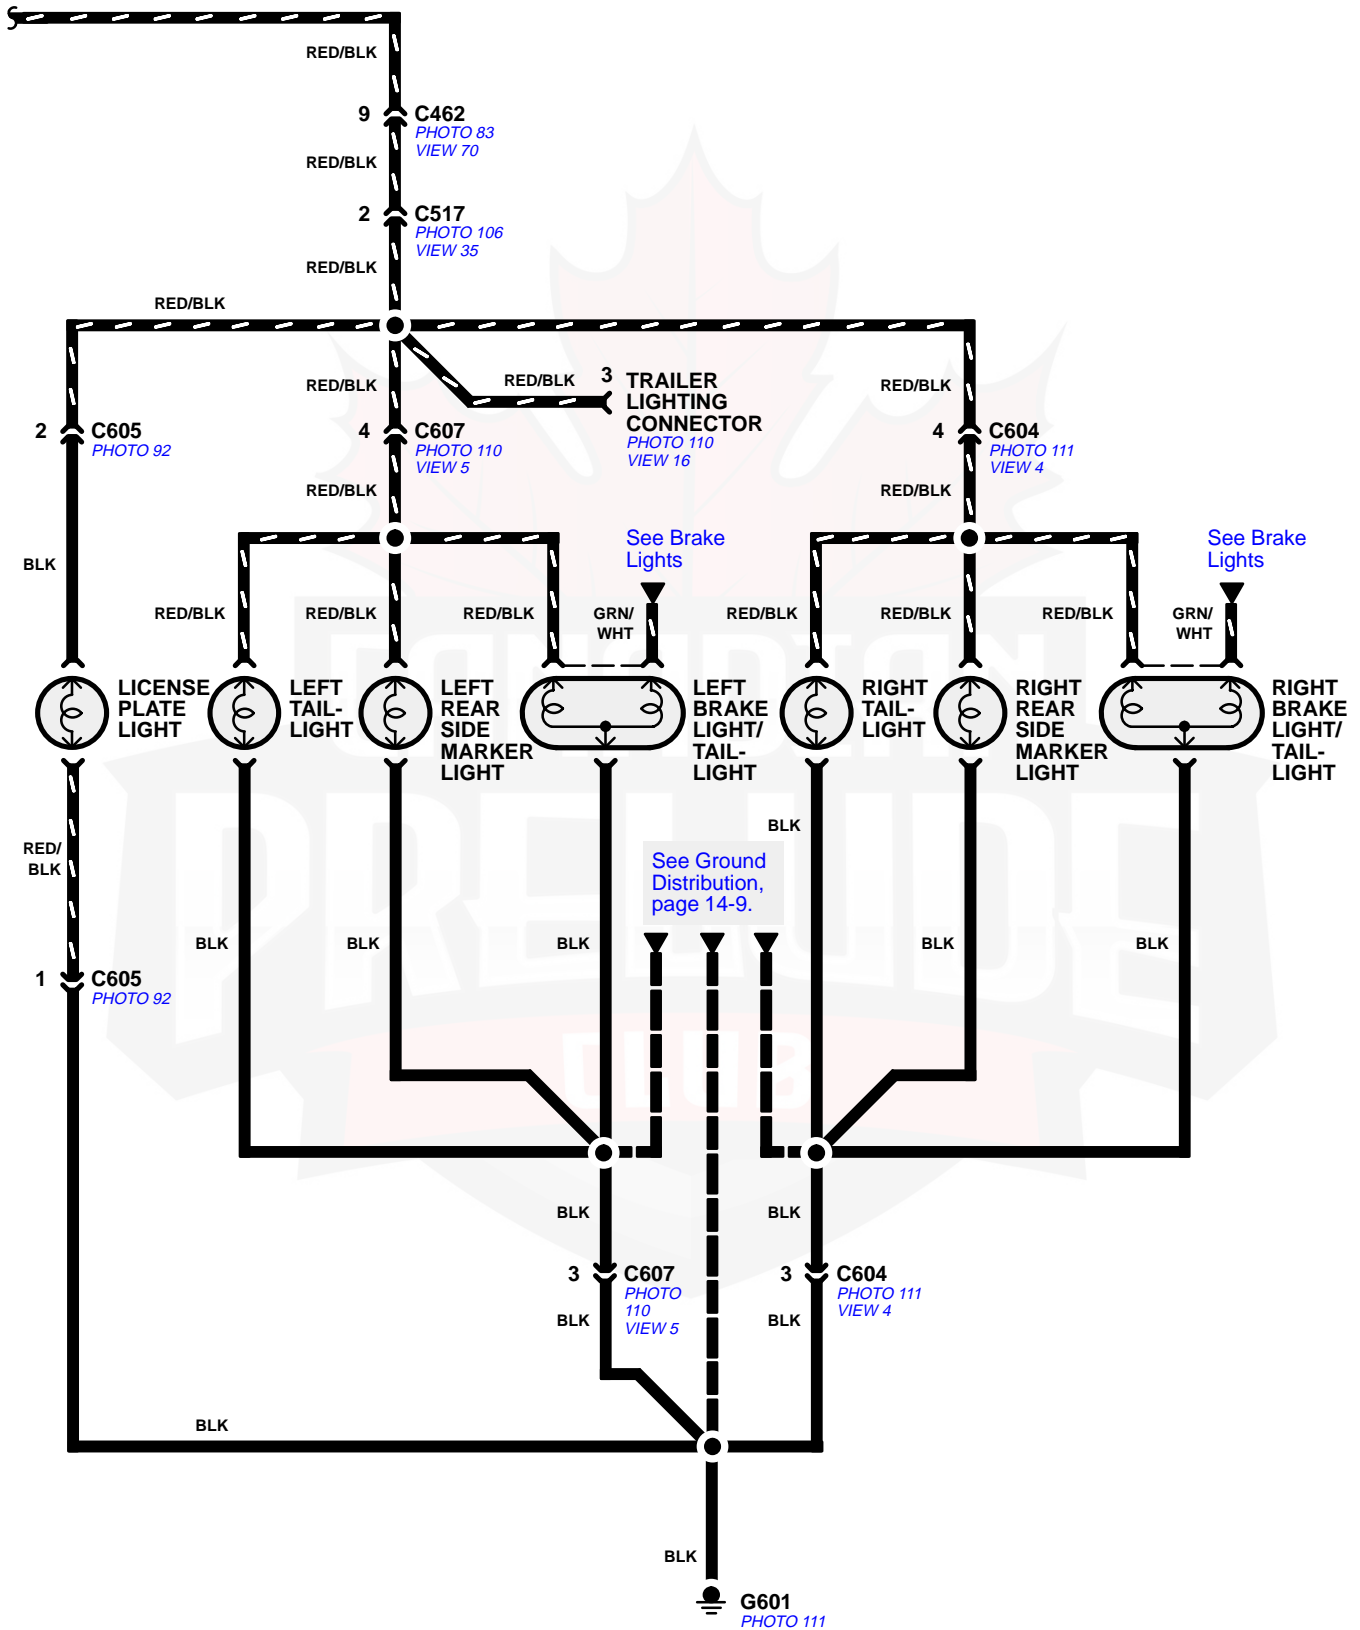 RED/BLK
9 C462
PHOTO 83
VIEW 70
RED/BLK
2 C517
PHOTO 106
VIEW 35
RED/BLK
RED/BLK
RED/BLK
RED/BLK
3
TRAILER
LIGHTING
CONNECTOR
PHOTO 110
VIEW 16
RED/BLK
2 C605
PHOTO 92
4 C607
PHOTO 110
VIEW 5
4 C604
PHOTO 111
VIEW 4
RED/BLK
RED/BLK
See Brake
Lights
See Brake
Lights
BLK
RED/BLK
RED/BLK
RED/BLK
GRN/
WHT
RED/BLK
RED/BLK
RED/BLK
GRN/
WHT
LICENSE
PLATE
LIGHT
LEFT
TAIL-
LIGHT
LEFT
REAR
SIDE
MARKER
LIGHT
LEFT
BRAKE
LIGHT/
TAIL-
LIGHT
RIGHT
TAIL-
LIGHT
RIGHT
REAR
SIDE
MARKER
LIGHT
RIGHT
BRAKE
LIGHT/
TAIL-
LIGHT
CANADIAN
PRELUDE
CLUB
BLK
RED/
BLK
See Ground
Distribution,
page 14-9.
BLK
BLK
BLK
BLK
BLK
1 C605
PHOTO 92
BLK
BLK
3 C607
PHOTO
110
VIEW 5
3 C604
PHOTO 111
VIEW 4
BLK
BLK
BLK
BLK
G601
PHOTO 111